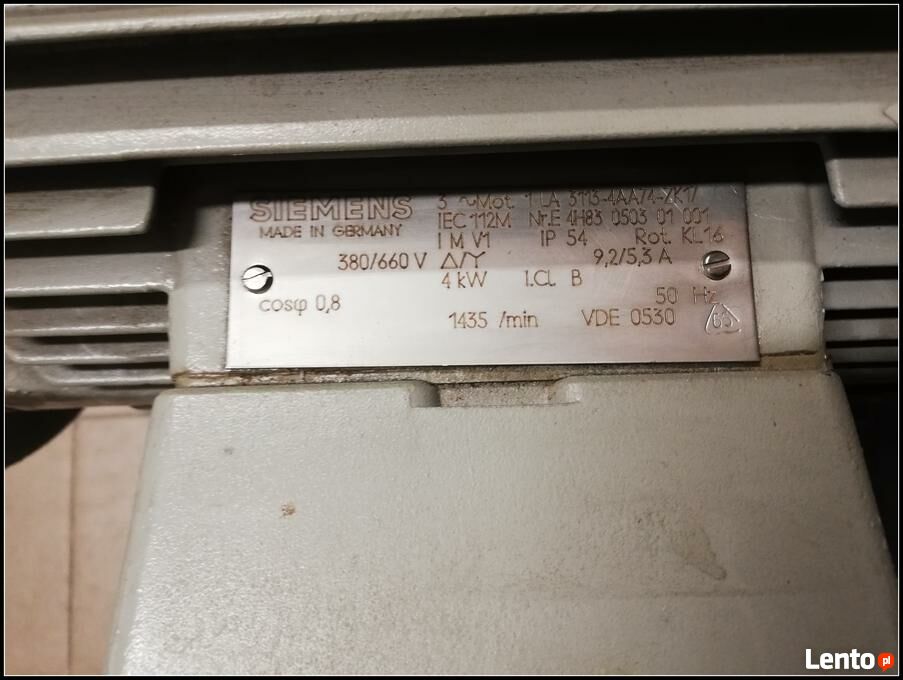 SIEMENS 3 ~Mot. 1 LA 3113-4AA74-ZK17
MADE IN GERMANY IEC 112M Nr.E 4H83 0503 01 001
I M V1 IP 54 Rot. KL16
380/660 V Δ/Y 9,2/5,3 A
4 kW I.Cl. B
cosφ 0,8 50 Hz
1435 /min VDE 0530
Lento pl